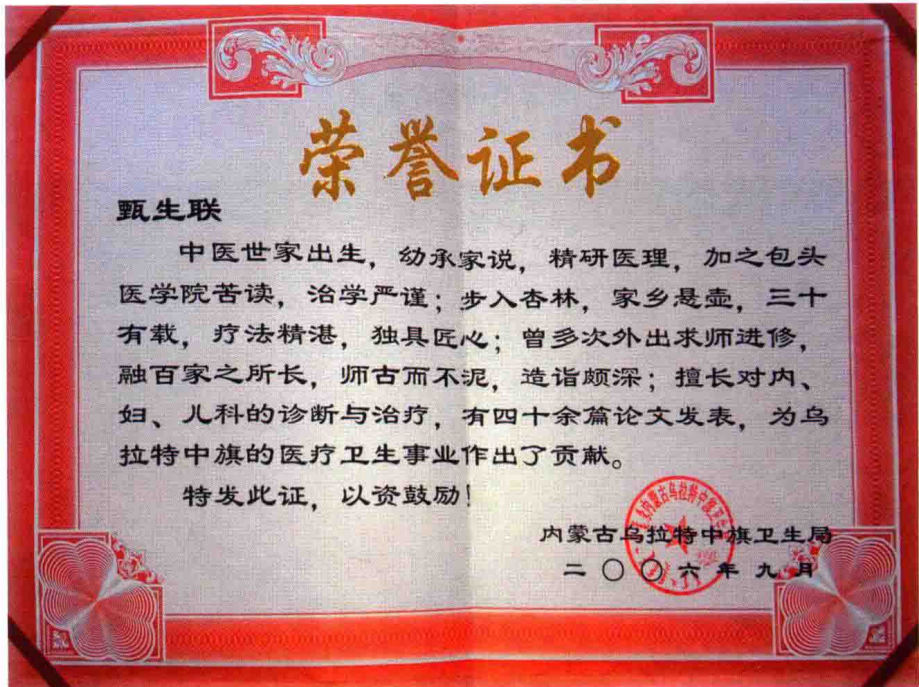 荣誉证书
甄生联
中医世家出生，幼承家说，精研医理，加之包头
医学院苦读，治学严谨；步入杏林，家乡悬壶，三十
有载，疗法精湛，独具匠心；曾多次外出求师进修，
融百家之所长，师古而不泥，造诣颇深；擅长对内、
妇、儿科的诊断与治疗，有四十余篇论文发表，为乌
拉特中旗的医疗卫生事业作出了贡献。
特发此证，以资鼓励！
内蒙古乌拉特中旗卫生局
二〇〇六年九月